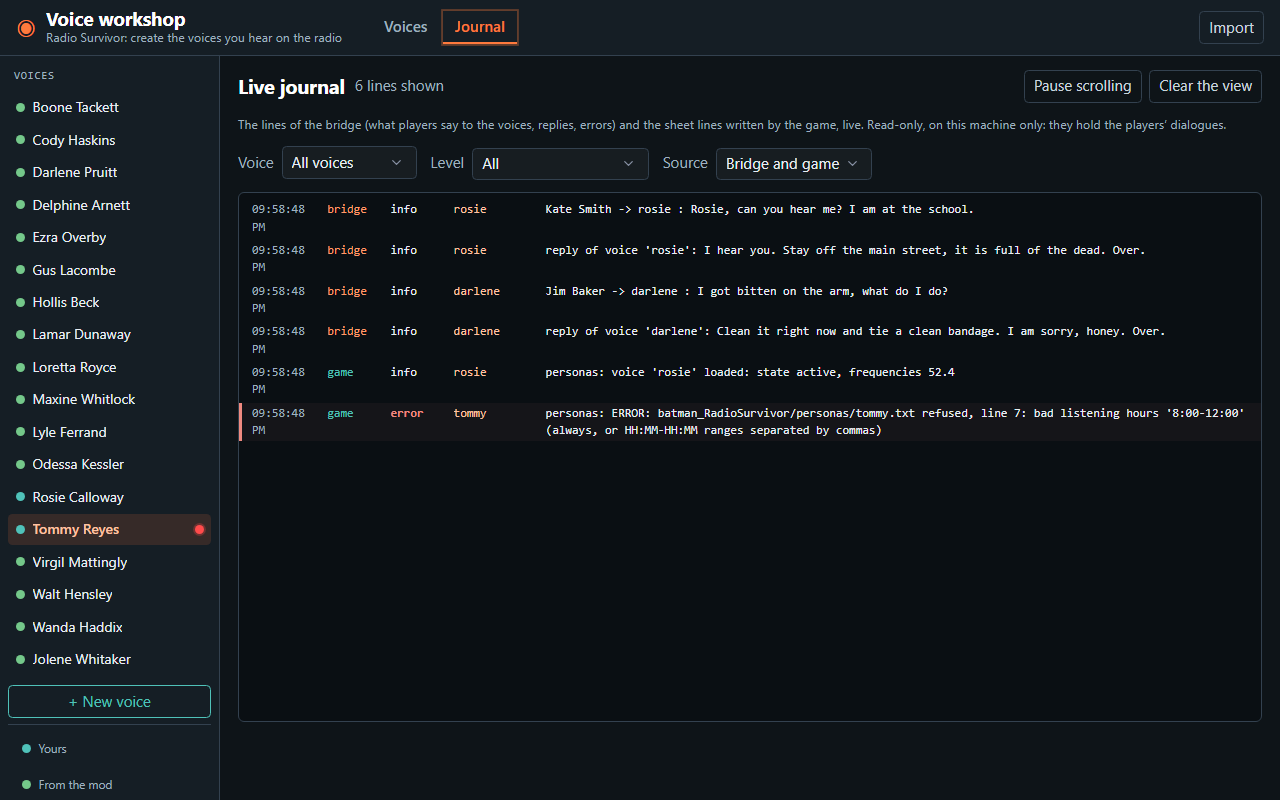 Voice workshop
Radio Survivor: create the voices you hear on the radio
Voices
Journal
Import
VOICES
Boone Tackett
Cody Haskins
Darlene Pruitt
Delphine Arnett
Ezra Overby
Gus Lacombe
Hollis Beck
Lamar Dunaway
Loretta Royce
Maxine Whitlock
Lyle Ferrand
Odessa Kessler
Rosie Calloway
Tommy Reyes
Virgil Mattingly
Walt Hensley
Wanda Haddix
Jolene Whitaker
+ New voice
Yours
From the mod
Live journal 6 lines shown
Pause scrolling
Clear the view
The lines of the bridge (what players say to the voices, replies, errors) and the sheet lines written by the game, live. Read-only, on this machine only: they hold the players' dialogues.
Voice All voices Level All Source Bridge and game
09:58:48 bridge info rosie Kate Smith -> rosie : Rosie, can you hear me? I am at the school.
PM
09:58:48 bridge info rosie reply of voice 'rosie': I hear you. Stay off the main street, it is full of the dead. Over.
PM
09:58:48 bridge info darlene Jim Baker -> darlene : I got bitten on the arm, what do I do?
PM
09:58:48 bridge info darlene reply of voice 'darlene': Clean it right now and tie a clean bandage. I am sorry, honey. Over.
PM
09:58:48 game info rosie personas: voice 'rosie' loaded: state active, frequencies 52.4
PM
09:58:48 game error tommy personas: ERROR: batman_RadioSurvivor/personas/tommy.txt refused, line 7: bad listening hours '8:00-12:00'
PM (always, or HH:MM-HH:MM ranges separated by commas)